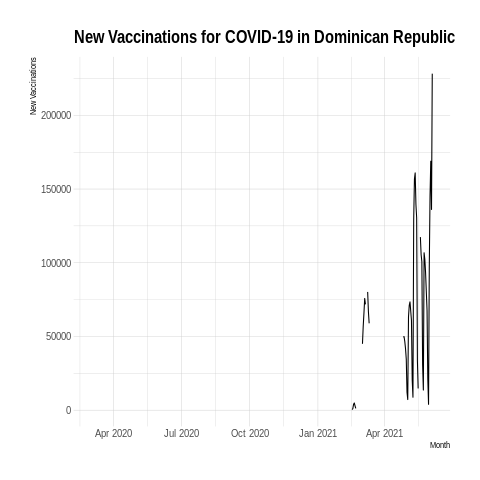 New Vaccinations for COVID-19 in Dominican Republic
New Vaccinations
200000
150000
100000
50000
0
Apr 2020 Jul 2020 Oct 2020 Jan 2021 Apr 2021
Month